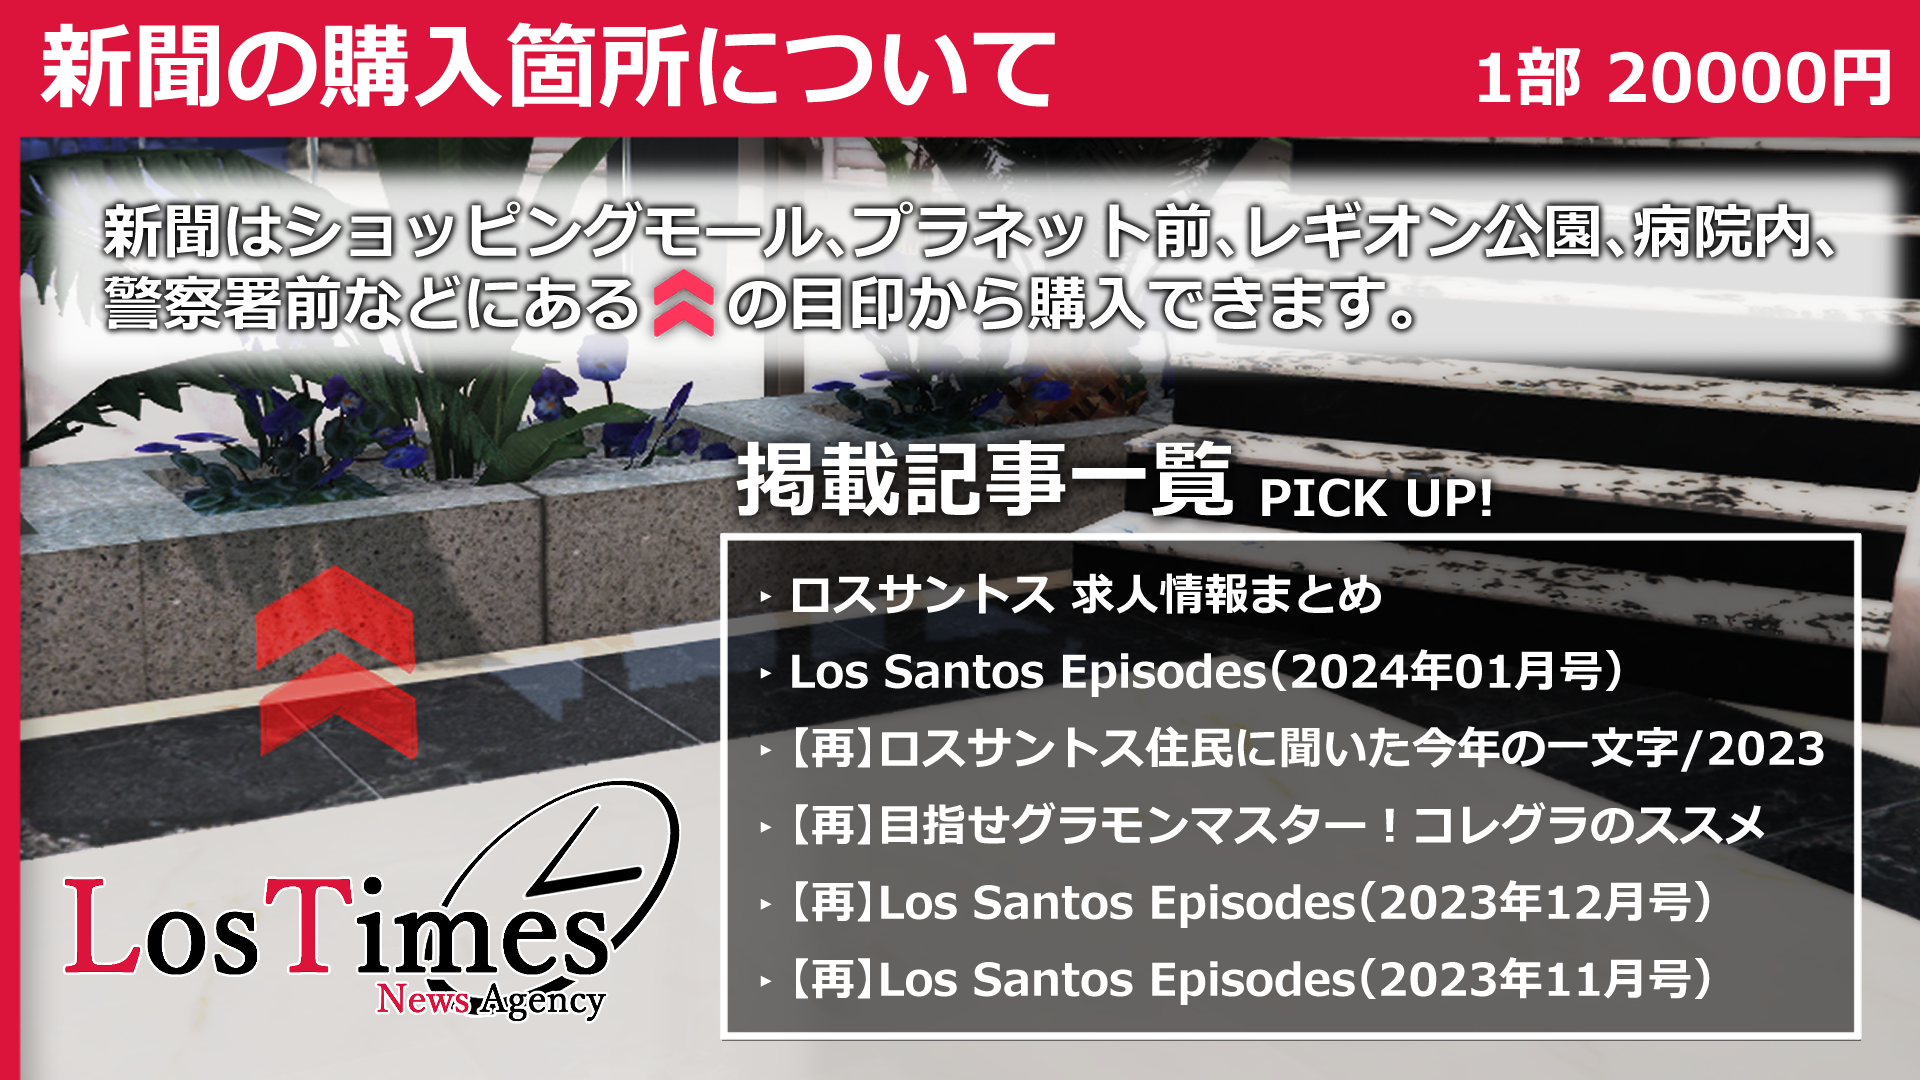 新聞の購入箇所について
1部 20000円
新聞はショッピングモール、プラネット前、レギオン公園、病院内、
警察署前などにある の目印から購入できます。
掲載記事一覧 PICK UP!
▸ ロスサントス 求人情報まとめ
▸ Los Santos Episodes（2024年01月号）
▸ 【再】ロスサントス住民に聞いた今年の一文字/2023
▸ 【再】目指せグラモンマスター！コレグラのススメ
▸ 【再】Los Santos Episodes（2023年12月号）
▸ 【再】Los Santos Episodes（2023年11月号）
LosTimes
News Agency